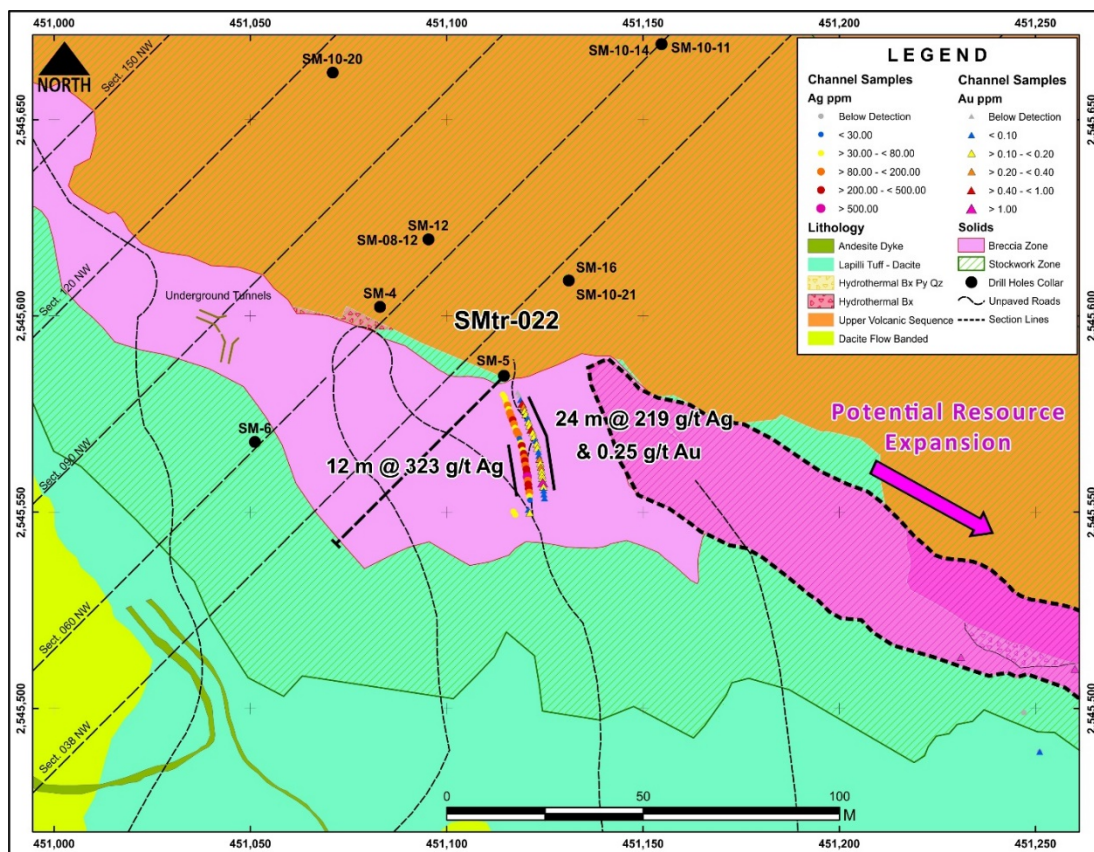 451,000
451,051
451,100
451,150
451,200
451,250
NORTH
2,545,650
2,545,600
2,545,550
2,545,500
Sect. 150 NW
Sect. 120 NW
Sect. 090 NW
Sect. 060 NW
Sect. 038 NW
SM-10-20
SM-10-14
SM-10-11
SM-12
SM-08-12
SM-16
SM-10-21
SM-4
Underground Tunnels
SMtr-022
SM-5
SM-6
24 m @ 219 g/t Ag
& 0.25 g/t Au
12 m @ 323 g/t Ag
Potential Resource
Expansion
LEGEND
Channel Samples
Ag ppm
Below Detection
< 30.00
> 30.00 - < 80.00
> 80.00 - < 200.00
> 200.00 - < 500.00
> 500.00
Channel Samples
Au ppm
Below Detection
< 0.10
> 0.10 - < 0.20
> 0.20 - < 0.40
> 0.40 - < 1.00
> 1.00
Lithology
Andesite Dyke
Lapilli Tuff - Dacite
Hydrothermal Bx Py Qz
Hydrothermal Bx
Upper Volcanic Sequence
Dacite Flow Banded
Solids
Breccia Zone
Stockwork Zone
Drill Holes Collar
Unpaved Roads
Section Lines
2,545,650
2,545,600
2,545,550
2,545,500
0
50
100
M
451,000
451,051
451,100
451,150
451,200
451,250